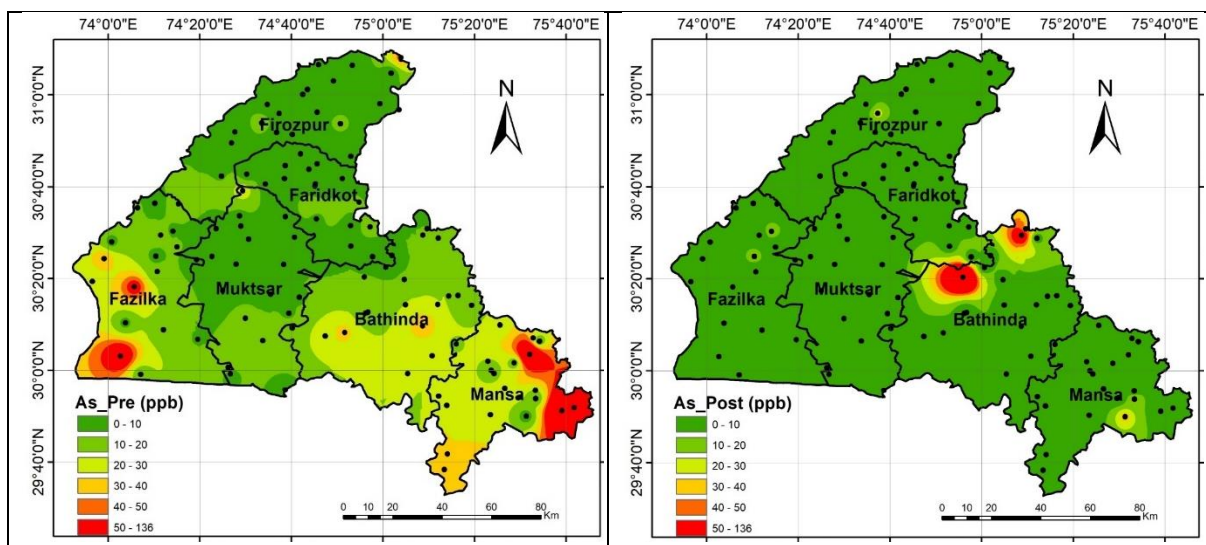 74°0'0"E 74°20'0"E 74°40'0"E 75°0'0"E 75°20'0"E 75°40'0"E
31°0'0"N
30°40'0"N
30°20'0"N
30°0'0"N
29°40'0"N
N
Firozpur
Faridkot
Fazilka
Muktsar
Bathinda
Mansa
As_Pre (ppb)
0 - 10
10 - 20
20 - 30
30 - 40
40 - 50
50 - 136
0 10 20 40 60 80
Km
74°0'0"E 74°20'0"E 74°40'0"E 75°0'0"E 75°20'0"E 75°40'0"E
31°0'0"N
30°40'0"N
30°20'0"N
30°0'0"N
29°40'0"N
N
Firozpur
Faridkot
Fazilka
Muktsar
Bathinda
Mansa
As_Post (ppb)
0 - 10
10 - 20
20 - 30
30 - 40
40 - 50
50 - 136
0 10 20 40 60 80
Km